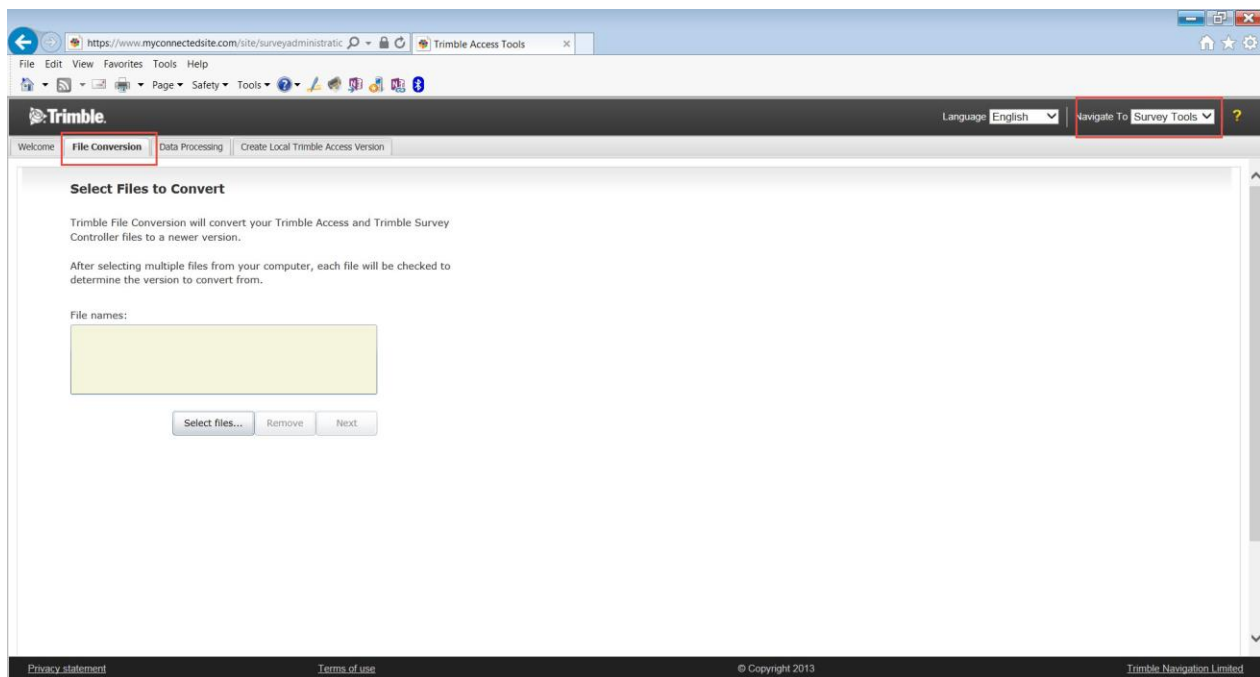 https://www.myconnectedsite.com/site/surveyadministratic
Trimble Access Tools
File Edit View Favorites Tools Help
Page Safety Tools
Trimble.
Language English
Navigate To Survey Tools
?
Welcome File Conversion Data Processing Create Local Trimble Access Version
Select Files to Convert
Trimble File Conversion will convert your Trimble Access and Trimble Survey
Controller files to a newer version.
After selecting multiple files from your computer, each file will be checked to
determine the version to convert from.
File names:
Select files... Remove Next
Privacy statement Terms of use © Copyright 2013 Trimble Navigation Limited